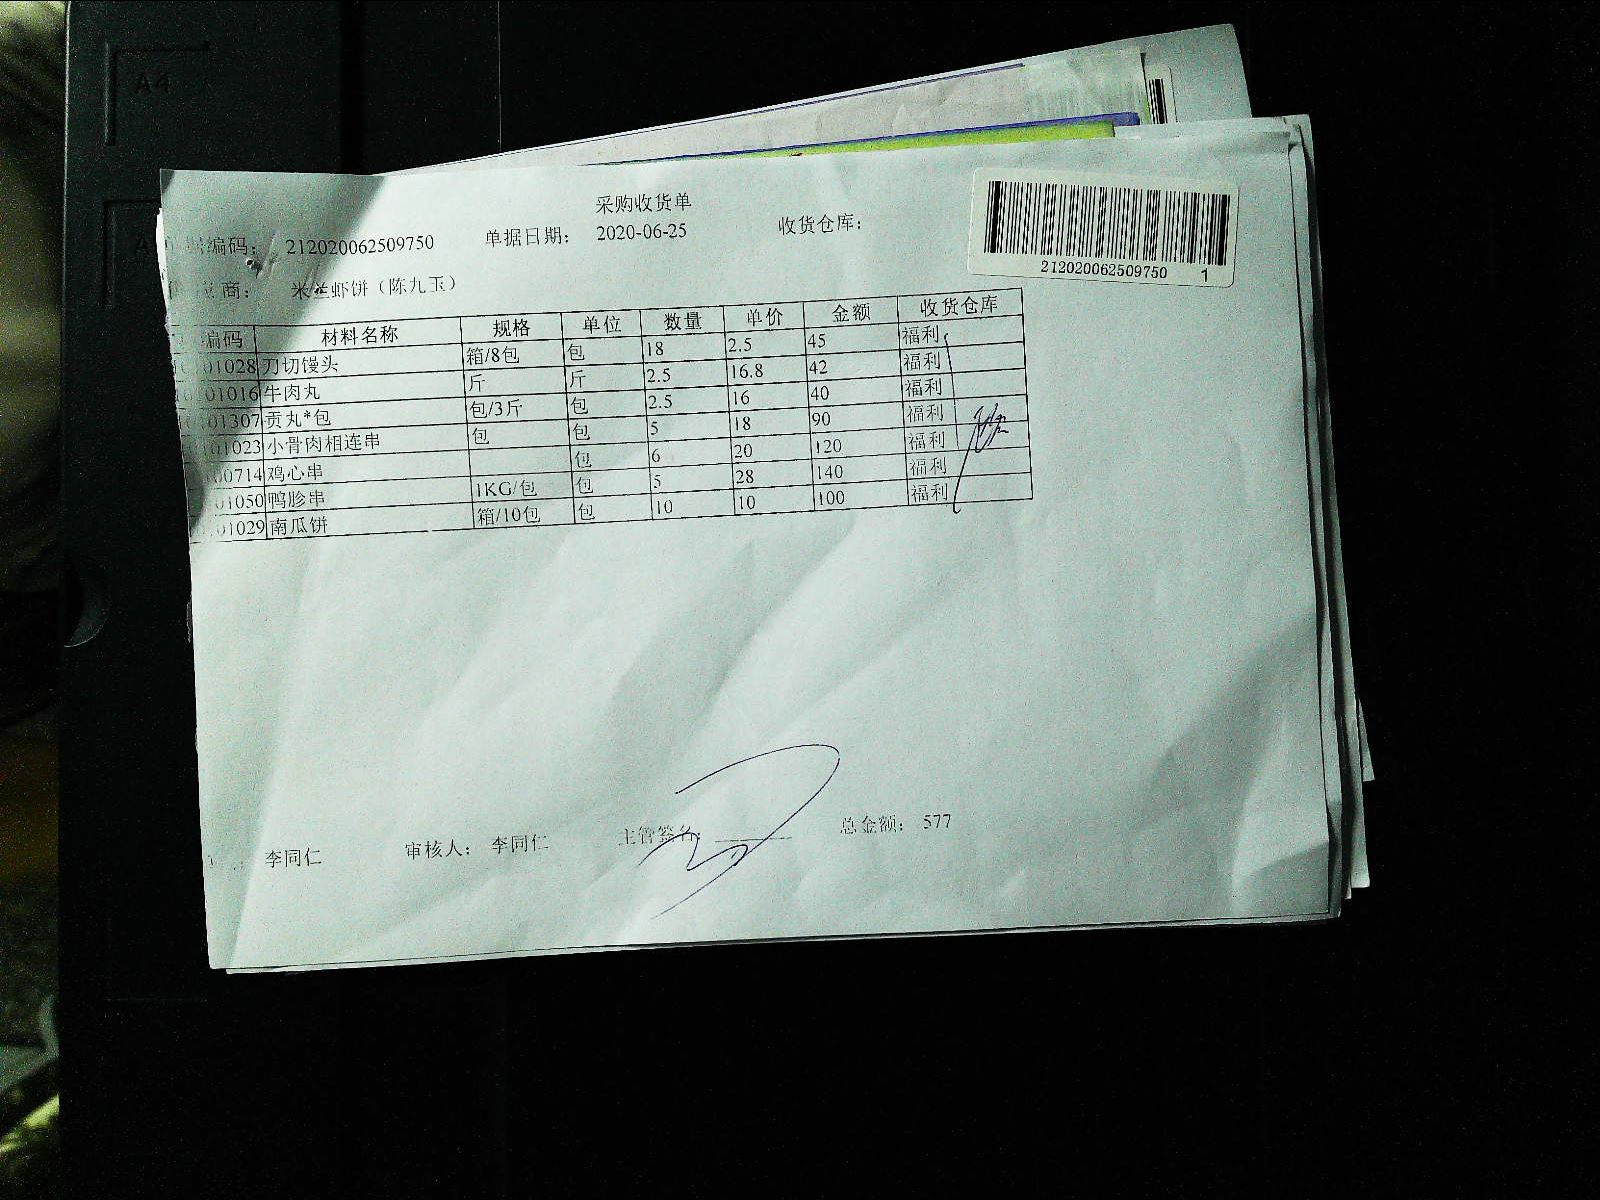 A4
采购收货单
编码： 212020062509750 单据日期： 2020-06-25 收货仓库：
212020062509750 1
应商： 米兰虾饼（陈九玉）
编码 材料名称 规格 单位 数量 单价 金额 收货仓库
01028 刀切馒头 箱/8包 包 18 2.5 45 福利
01016 牛肉丸 斤 斤 2.5 16.8 42 福利
01307 贡丸*包 包/3斤 包 2.5 16 40 福利
01023 小骨肉相连串 包 包 5 18 90 福利
00714 鸡心串 包 6 20 120 福利
01050 鸭胗串 1KG/包 包 5 28 140 福利
01029 南瓜饼 箱/10包 包 10 10 100 福利
李同仁 审核人： 李同仁 主管签名： 总金额： 577